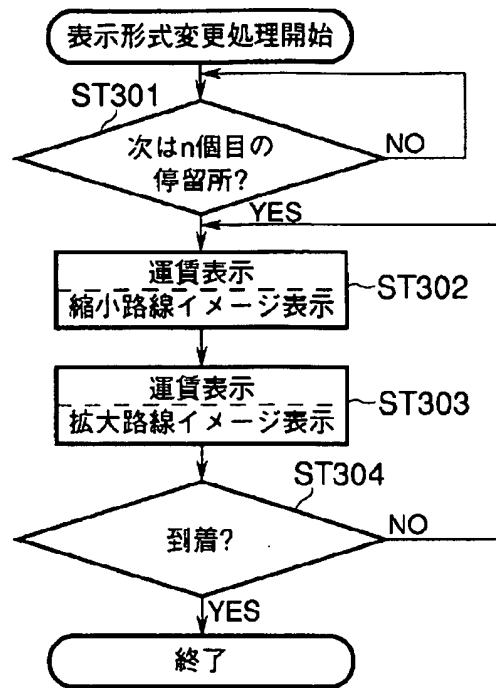 表示形式変更処理開始
ST301
次はn個目の
停留所?
NO
YES
運賃表示
縮小路線イメージ表示
ST302
運賃表示
拡大路線イメージ表示
ST303
ST304
到着?
NO
YES
終了